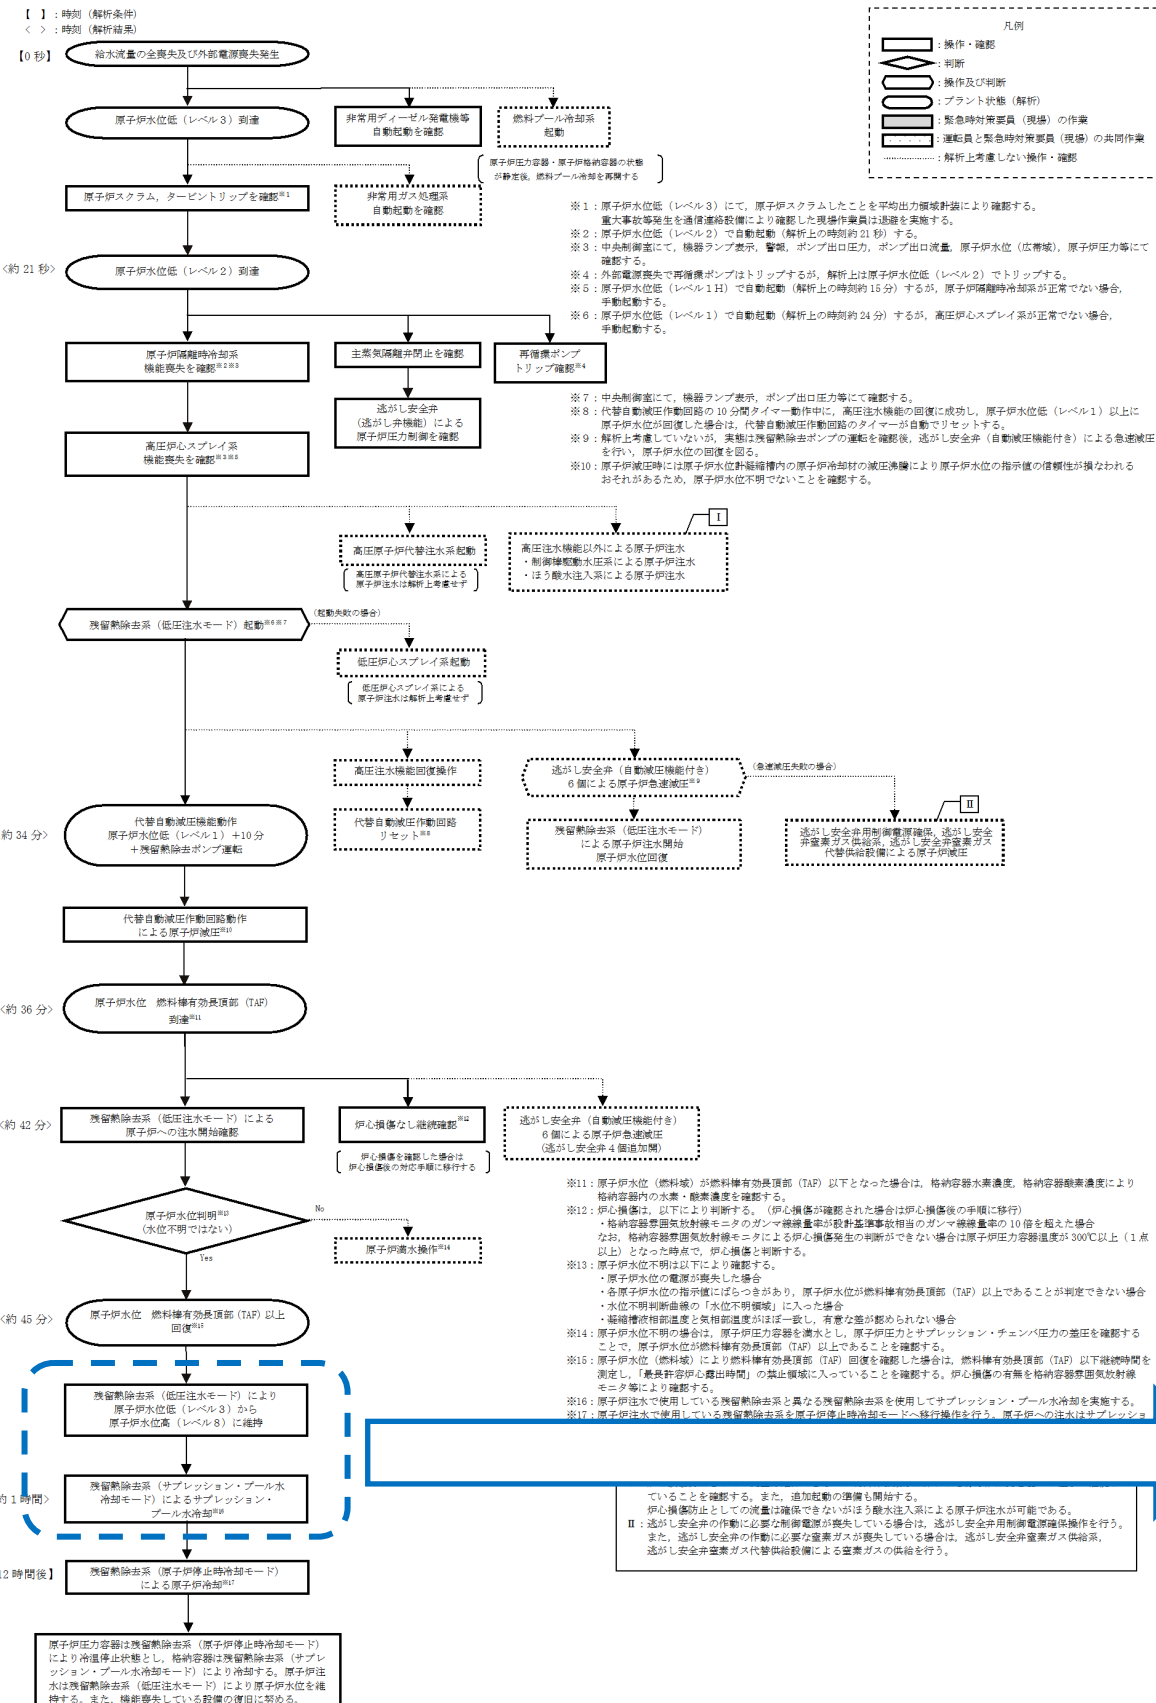 【　】：時刻（解析条件）
＜　＞：時刻（解析結果）
【0 秒】
給水流量の全喪失及び外部電源喪失発生
原子炉水位低（レベル３）到達
非常用ディーゼル発電機等
自動起動を確認
燃料プール冷却系
起動
原子炉圧力容器・原子炉格納容器の状態
が静定後，燃料プール冷却を再開する
原子炉スクラム，タービントリップを確認※1
非常用ガス処理系
自動起動を確認
凡例
：操作・確認
：判断
：操作及び判断
：プラント状態（解析）
：緊急時対策要員（現場）の作業
：運転員と緊急時対策要員（現場）の共同作業
：解析上考慮しない操作・確認
※１：原子炉水位低（レベル３）にて，原子炉スクラムしたことを平均出力領域計装により確認する。
重大事故等発生を通信連絡設備により確認した現場作業員は退避を実施する。
※２：原子炉水位低（レベル２）で自動起動（解析上の時刻約21 秒）する。
※３：中央制御室にて，機器ランプ表示，警報，ポンプ出口圧力，ポンプ出口流量，原子炉水位（広帯域），原子炉圧力等にて
確認する。
※４：外部電源喪失で再循環ポンプはトリップするが，解析上は原子炉水位低（レベル２）でトリップする。
※５：原子炉水位低（レベル１Ｈ）で自動起動（解析上の時刻約 15 分）するが，原子炉隔離時冷却系が正常でない場合，
手動起動する。
※６：原子炉水位低（レベル１）で自動起動（解析上の時刻約 24 分）するが，高圧炉心スプレイ系が正常でない場合，
手動起動する。
＜約 21 秒＞
原子炉水位低（レベル２）到達
原子炉隔離時冷却系
機能喪失を確認※2※3
主蒸気隔離弁閉止を確認
再循環ポンプ
トリップ確認※4
逃がし安全弁
（逃がし弁機能）による
原子炉圧力制御を確認
高圧炉心スプレイ系
機能喪失を確認※3※5
※７：中央制御室にて，機器ランプ表示，ポンプ出口圧力等にて確認する。
※８：代替自動減圧作動回路の 10 分間タイマー動作中に，高圧注水機能の回復に成功し，原子炉水位低（レベル１）以上に
原子炉水位が回復した場合は，代替自動減圧作動回路のタイマーが自動でリセットする。
※９：解析上考慮していないが，実態は残留熱除去ポンプの運転を確認後，逃がし安全弁（自動減圧機能付き）による急速減圧
を行い，原子炉水位の回復を図る。
※10：原子炉減圧時には原子炉水位計凝縮槽内の原子炉冷却材の減圧沸騰により原子炉水位の指示値の信頼性が損なわれる
おそれがあるため，原子炉水位不明でないことを確認する。
Ⅰ
高圧原子炉代替注水系起動
高圧原子炉代替注水系による
原子炉注水は解析上考慮せず
高圧注水機能以外による原子炉注水
・制御棒駆動水圧系による原子炉注水
・ほう酸水注入系による原子炉注水
残留熱除去系（低圧注水モード）起動※6※7
（起動失敗の場合）
低圧炉心スプレイ系起動
低圧炉心スプレイ系による
原子炉注水は解析上考慮せず
高圧注水機能回復操作
逃がし安全弁（自動減圧機能付き）
６個による原子炉急速減圧※9
（急速減圧失敗の場合）
Ⅱ
約 34 分＞
代替自動減圧機能動作
原子炉水位低（レベル１）＋10 分
＋残留熱除去ポンプ運転
代替自動減圧作動回路
リセット※8
残留熱除去系（低圧注水モード）
による原子炉注水開始
原子炉水位回復
逃がし安全弁用制御電源確保，逃がし安全
弁窒素ガス供給系，逃がし安全弁窒素ガス
代替供給設備による原子炉減圧
代替自動減圧作動回路動作
による原子炉減圧※10
＜約 36 分＞
原子炉水位　燃料棒有効長頂部（TAF）
到達※11
＜約 42 分＞
残留熱除去系（低圧注水モード）による
原子炉への注水開始確認
炉心損傷なし継続確認※12
炉心損傷を確認した場合は
炉心損傷後の対応手順に移行する
逃がし安全弁（自動減圧機能付き）
６個による原子炉急速減圧
（逃がし安全弁４個追加開）
原子炉水位判明※13
（水位不明ではない）
No
Yes
原子炉満水操作※14
※11：原子炉水位（燃料域）が燃料棒有効長頂部（TAF）以下となった場合は，格納容器水素濃度，格納容器酸素濃度により
格納容器内の水素・酸素濃度を確認する。
※12：炉心損傷は，以下により判断する。（炉心損傷が確認された場合は炉心損傷後の手順に移行）
・格納容器雰囲気放射線モニタのガンマ線線量率が設計基準事故相当のガンマ線線量率の 10 倍を超えた場合
なお，格納容器雰囲気放射線モニタによる炉心損傷発生の判断ができない場合は原子炉圧力容器温度が 300℃以上（１点
以上）となった時点で，炉心損傷と判断する。
※13：原子炉水位不明は以下により確認する。
・原子炉水位の電源が喪失した場合
・各原子炉水位の指示値にばらつきがあり，原子炉水位が燃料棒有効長頂部（TAF）以上であることが判定できない場合
・水位不明判断曲線の「水位不明領域」に入った場合
・凝縮槽液相部温度と気相部温度がほぼ一致し，有意な差が認められない場合
※14：原子炉水位不明の場合は，原子炉圧力容器を満水とし，原子炉圧力とサプレッション・チェンバ圧力の差圧を確認する
ことで，原子炉水位が燃料棒有効長頂部（TAF）以上であることを確認する。
※15：原子炉水位（燃料域）により燃料棒有効長頂部（TAF）回復を確認した場合は，燃料棒有効長頂部（TAF）以下継続時間を
測定し，「最長許容炉心露出時間」の禁止領域に入っていることを確認する。炉心損傷の有無を格納容器雰囲気放射線
モニタ等により確認する。
※16：原子炉注水で使用している残留熱除去系と異なる残留熱除去系を使用してサプレッション・プール水冷却を実施する。
※17：原子炉注水で使用している残留熱除去系を原子炉停止時冷却モードへ移行操作を行う。原子炉への注水はサプレッショ
＜約 45 分＞
原子炉水位　燃料棒有効長頂部（TAF）以上
回復※15
残留熱除去系（低圧注水モード）により
原子炉水位低（レベル３）から
原子炉水位高（レベル８）に維持
約１時間＞
残留熱除去系（サプレッション・プール水
冷却モード）によるサプレッション・
プール水冷却※16
ていることを確認する。また，追加起動の準備も開始する。
炉心損傷防止としての流量は確保できないがほう酸水注入系による原子炉注水が可能である。
Ⅱ：逃がし安全弁の作動に必要な制御電源が喪失している場合は，逃がし安全弁用制御電源確保操作を行う。
また，逃がし安全弁の作動に必要な窒素ガスが喪失している場合は，逃がし安全弁窒素ガス供給系，
逃がし安全弁窒素ガス代替供給設備による窒素ガスの供給を行う。
12 時間後】
残留熱除去系（原子炉停止時冷却モード）
による原子炉冷却※17
原子炉圧力容器は残留熱除去系（原子炉停止時冷却モード）
により冷温停止状態とし，格納容器は残留熱除去系（サプレ
ッション・プール水冷却モード）により冷却する。原子炉注
水は残留熱除去系（低圧注水モード）により原子炉水位を維
持する。また，機能喪失している設備の復旧に努める。